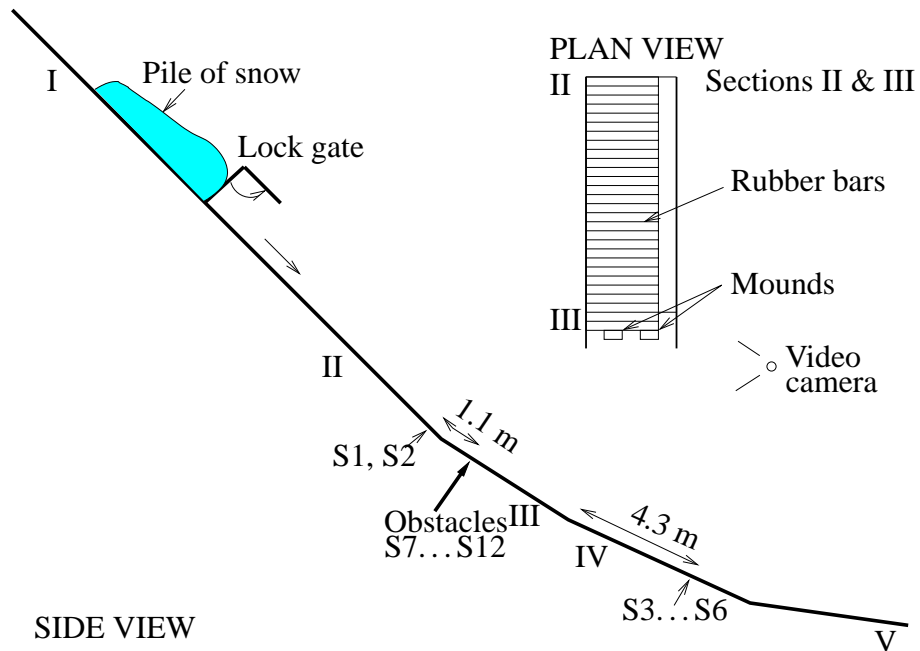 PLAN VIEW
I
II
Sections II & III
Pile of snow
Lock gate
Rubber bars
Mounds
III
Video
camera
II
1.1 m
S1, S2
Obstacles
III
S7...S12
4.3 m
IV
S3...S6
SIDE VIEW
V